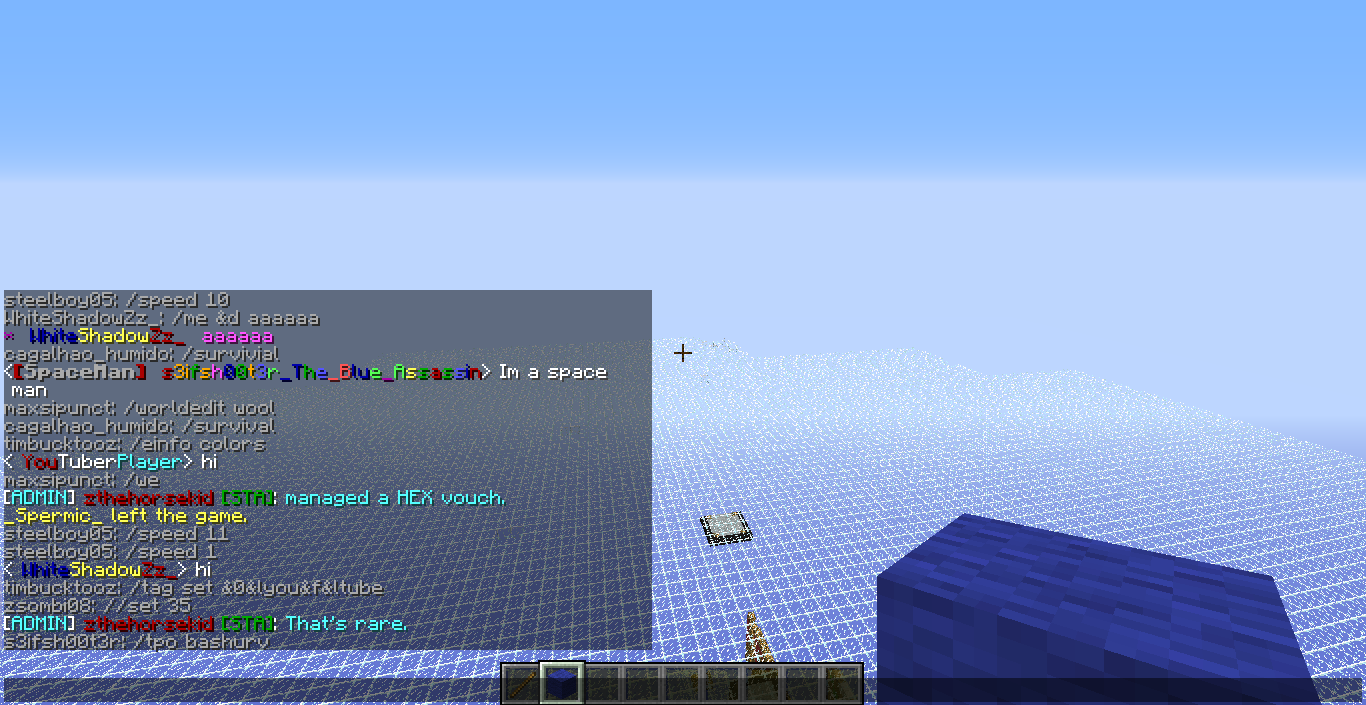 steelboy05: /speed 10
WhiteShadowZz_: /me &d aaaaaa
* WhiteShadowZz_ aaaaaa
cagalhao_humido: /survivial
<[SpaceMan] s3ifsh00t3r_The_Blue_Assassin> Im a space
man
maxsipunct: /worldedit wool
cagalhao_humido: /survival
timbucktooz: /einfo colors
< YouTuberPlayer> hi
maxsipunct: /we
[ADMIN] zthehorsekid [STA]: managed a HEX vouch.
_Spermic_ left the game.
steelboy05: /speed 11
steelboy05: /speed 1
< WhiteShadowZz_> hi
timbucktooz: /tag set &0&lyou&f&ltube
zsombi08: //set 35
[ADMIN] zthehorsekid [STA]: That's rare.
s3ifsh00t3r: /tpo bashurv